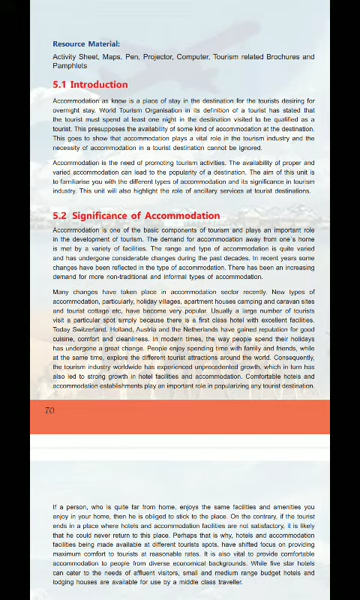 Resource Material:
Activity Sheet, Maps, Pen, Projector, Computer, Tourism related Brochures and
Pamphlets
5.1 Introduction
Accommodation as know is a place of stay in the destination for the tourists desiring for
overnight stay. World Tourism Organisation in its definition of a tourist has stated that
the tourist must spend at least one night in the destination visited to be qualified as a
tourist. This presupposes the availability of some kind of accommodation at the destination.
This goes to show that accommodation plays a vital role in the tourism industry and the
necessity of accommodation in a tourist destination cannot be ignored.
Accommodation is the need of promoting tourism activities. The availability of proper and
varied accommodation can lead to the popularity of a destination. The aim of this unit is
to familiarise you with the different types of accommodation and its significance in tourism
industry. This unit will also highlight the role of ancillary services at tourist destinations.
5.2 Significance of Accommodation
Accommodation is one of the basic components of tourism and plays an important role
in the development of tourism. The demand for accommodation away from one's home
is met by a variety of facilities. The range and type of accommodation is quite varied
and has undergone considerable changes during the past decades. In recent years some
changes have been reflected in the type of accommodation. There has been an increasing
demand for more non-traditional and informal types of accommodation.
Many changes have taken place in accommodation sector recently. New types of
accommodation, particularly, holiday villages, apartment houses camping and caravan sites
and tourist cottage etc, have become very popular. Usually a large number of tourists
visit a particular spot simply because there is a first class hotel with excellent facilities.
Today Switzerland, Holland, Austria and the Netherlands have gained reputation for good
cuisine, comfort and cleanliness. In modern times, the way people spend their holidays
has undergone a great change. People enjoy spending time with family and friends, while
at the same time, explore the different tourist attractions around the world. Consequently,
the tourism industry worldwide has experienced unprecedented growth, which in turn has
also led to strong growth in hotel facilities and accommodation. Comfortable hotels and
accommodation establishments play an important role in popularizing any tourist destination.
70
If a person, who is quite far from home, enjoys the same facilities and amenities you
enjoy in your home, then he is obliged to stick to the place. On the contrary, if the tourist
ends in a place where hotels and accommodation facilities are not satisfactory, it is likely
that he could never return to this place. Perhaps that is why, hotels and accommodation
facilities being made available at different tourists spots, have shifted focus on providing
maximum comfort to tourists at reasonable rates. It is also vital to provide comfortable
accommodation to people from diverse economical backgrounds. While five star hotels
can cater to the needs of affluent visitors, small and medium range budget hotels and
lodging houses are available for use by a middle class traveller.